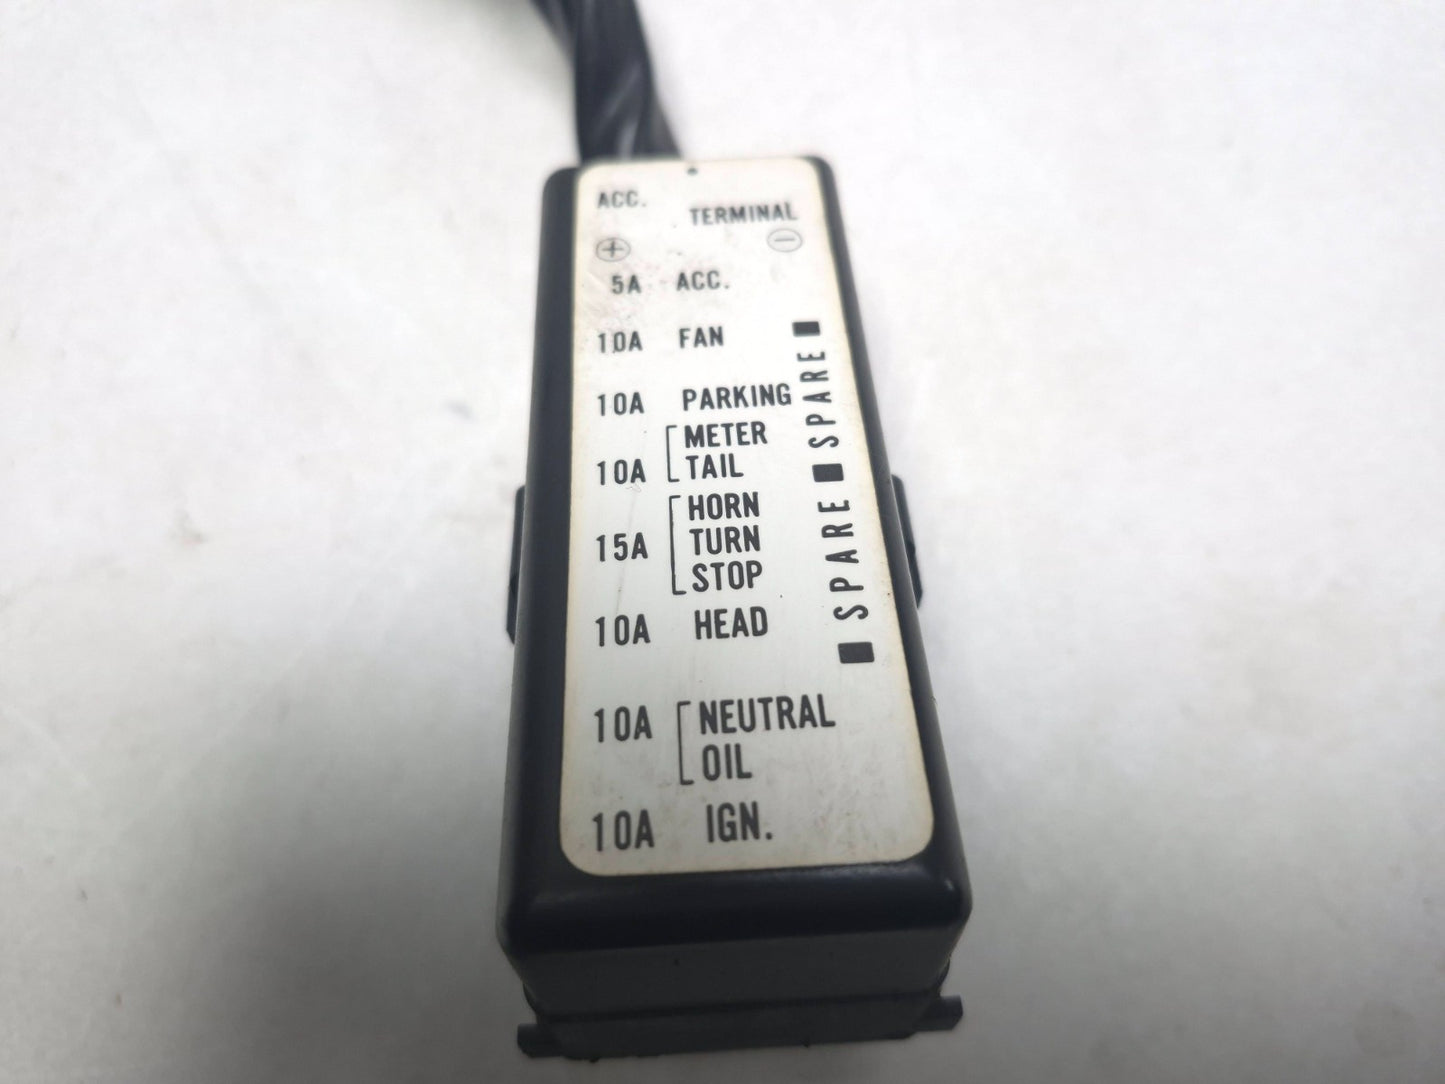 ACC. TERMINAL
⊕ ⊖
5A ACC.
10A FAN
10A PARKING
10A METER
TAIL
15A HORN
TURN
STOP
10A HEAD
10A NEUTRAL
OIL
10A IGN.
SPARE
SPARE